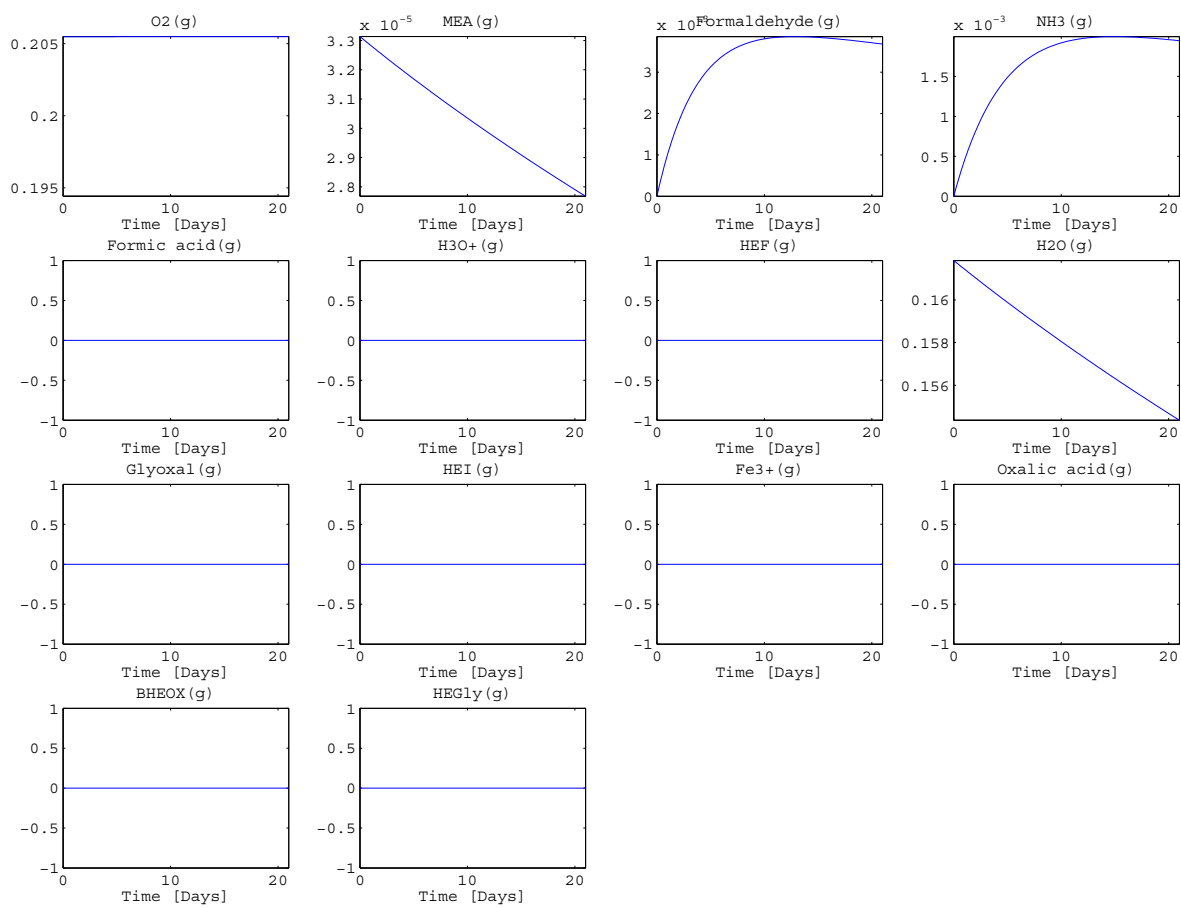 O2(g)
0.205
0.2
0.195
0 10 20
Time [Days]
x 10^-5 MEA(g)
3.3
3.2
3.1
3
2.9
2.8
0 10 20
Time [Days]
x 10 Formaldehyde(g)
3
2
1
0
0 10 20
Time [Days]
x 10^-3 NH3(g)
1.5
1
0.5
0
0 10 20
Time [Days]
Formic acid(g)
1
0.5
0
−0.5
−1
0 10 20
Time [Days]
H3O+(g)
1
0.5
0
−0.5
−1
0 10 20
Time [Days]
HEF(g)
1
0.5
0
−0.5
−1
0 10 20
Time [Days]
H2O(g)
0.16
0.158
0.156
0 10 20
Time [Days]
Glyoxal(g)
1
0.5
0
−0.5
−1
0 10 20
Time [Days]
HEI(g)
1
0.5
0
−0.5
−1
0 10 20
Time [Days]
Fe3+(g)
1
0.5
0
−0.5
−1
0 10 20
Time [Days]
Oxalic acid(g)
1
0.5
0
−0.5
−1
0 10 20
Time [Days]
BHEOX(g)
1
0.5
0
−0.5
−1
0 10 20
Time [Days]
HEGly(g)
1
0.5
0
−0.5
−1
0 10 20
Time [Days]